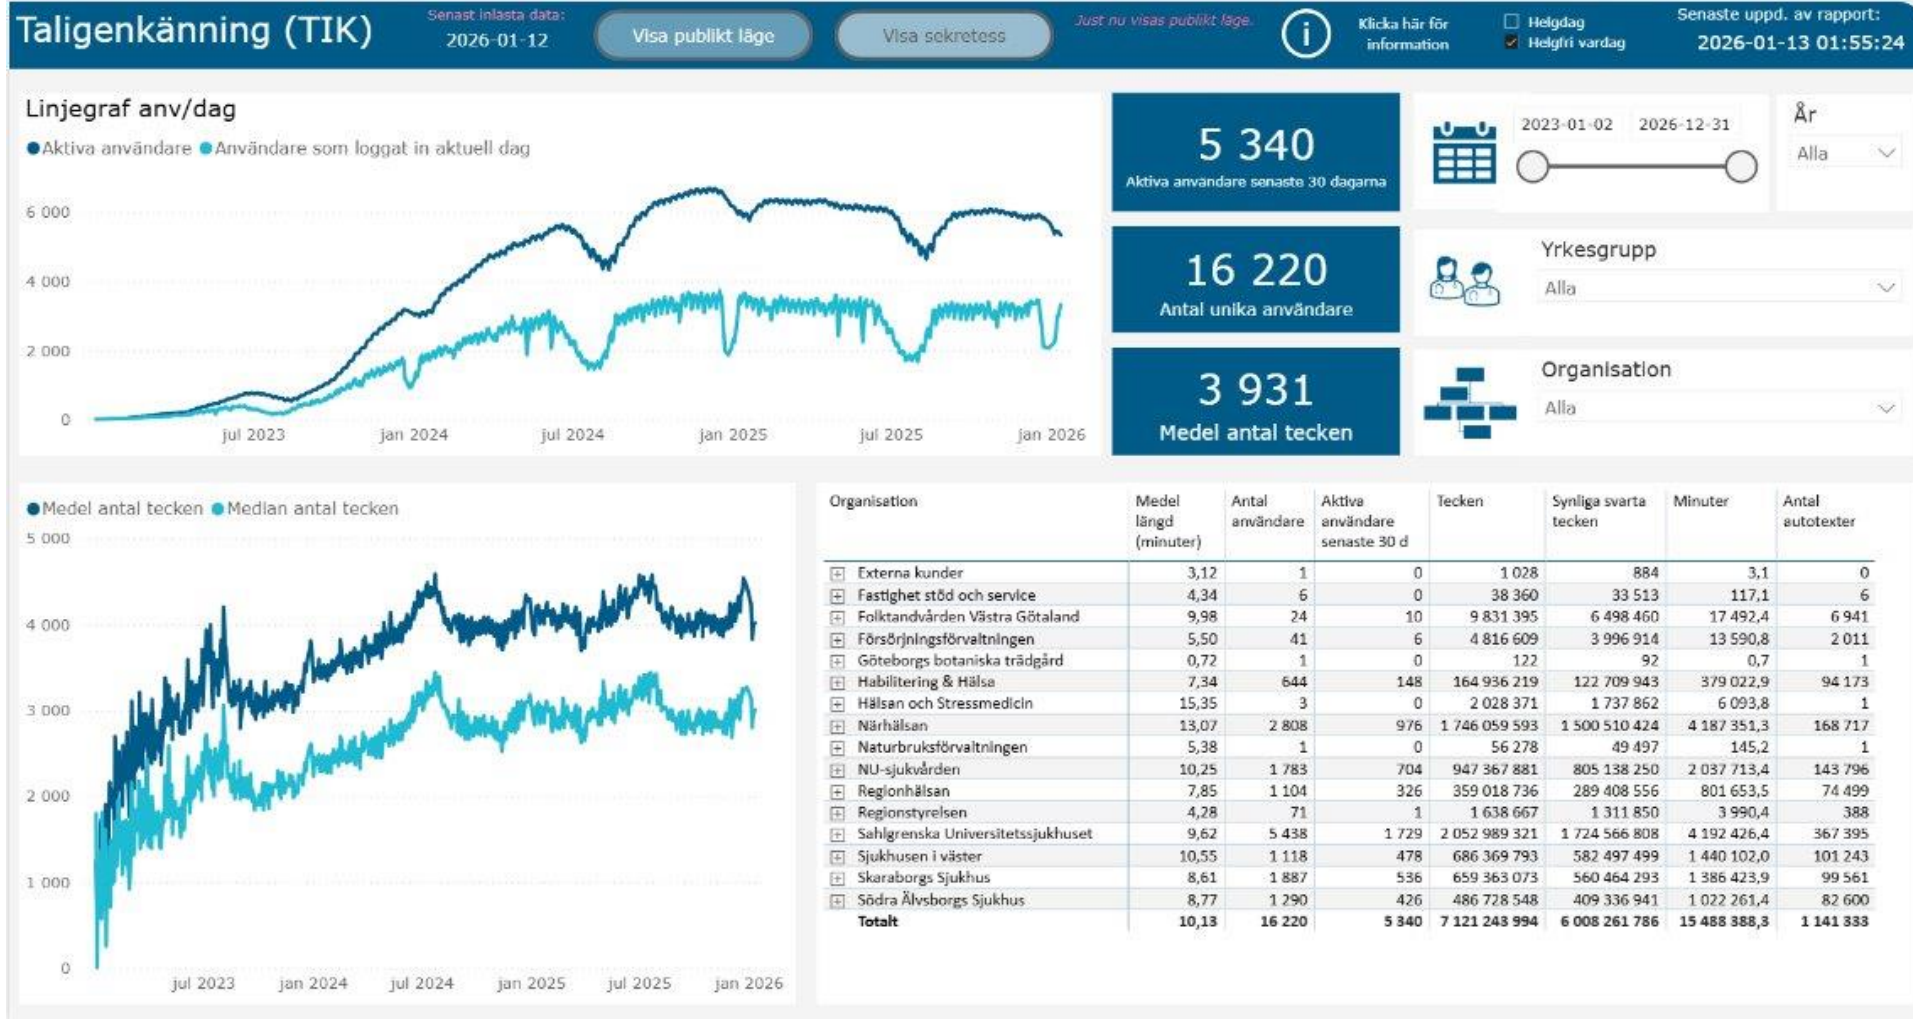 Taligenkänning (TIK)
Senast inlästa data:
2026-01-12
Visa publikt läge
Visa sekretess
Just nu visas publikt läge.
i
Klicka här för
information
Helgdag
Helgfri vardag
Senaste uppd. av rapport:
2026-01-13 01:55:24
Linjegraf anv/dag
Aktiva användare Användare som loggat in aktuell dag
6 000
4 000
2 000
0
jul 2023 jan 2024 jul 2024 jan 2025 jul 2025 jan 2026
5 340
Aktiva användare senaste 30 dagarna
16 220
Antal unika användare
3 931
Medel antal tecken
2023-01-02 2026-12-31
År
Alla
Yrkesgrupp
Alla
Organisation
Alla
Medel antal tecken Median antal tecken
5 000
4 000
3 000
2 000
1 000
0
jul 2023 jan 2024 jul 2024 jan 2025 jul 2025 jan 2026
Organisation Medel längd (minuter) Antal användare Aktiva användare senaste 30 d Tecken Synliga svarta tecken Minuter Antal autotexter
Externa kunder 3,12 1 0 1 028 884 3,1 0
Fastighet stöd och service 4,34 6 0 38 360 33 513 117,1 6
Folktandvården Västra Götaland 9,98 24 10 9 831 395 6 498 460 17 492,4 6 941
Försörjningsförvaltningen 5,50 41 6 4 816 609 3 996 914 13 590,8 2 011
Göteborgs botaniska trädgård 0,72 1 0 122 92 0,7 1
Habilitering & Hälsa 7,34 644 148 164 936 219 122 709 943 379 022,9 94 173
Hälsan och Stressmedicin 15,35 3 0 2 028 371 1 737 862 6 093,8 1
Närhälsan 13,07 2 808 976 1 746 059 593 1 500 510 424 4 187 351,3 168 717
Naturbruksförvaltningen 5,38 1 0 56 278 49 497 145,2 1
NU-sjukvården 10,25 1 783 704 947 367 881 805 138 250 2 037 713,4 143 796
Regionhälsan 7,85 1 104 326 359 018 736 289 408 556 801 653,5 74 499
Regionstyrelsen 4,28 71 1 1 638 667 1 311 850 3 990,4 388
Sahlgrenska Universitetssjukhuset 9,62 5 438 1 729 2 052 989 321 1 724 566 808 4 192 426,4 367 395
Sjukhusen i väster 10,55 1 118 478 686 369 793 582 497 499 1 440 102,0 101 243
Skaraborgs Sjukhus 8,61 1 887 536 659 363 073 560 464 293 1 386 423,9 99 561
Södra Älvsborgs Sjukhus 8,77 1 290 426 486 728 548 409 336 941 1 022 261,4 82 600
Totalt 10,13 16 220 5 340 7 121 243 994 6 008 261 786 15 488 388,3 1 141 333